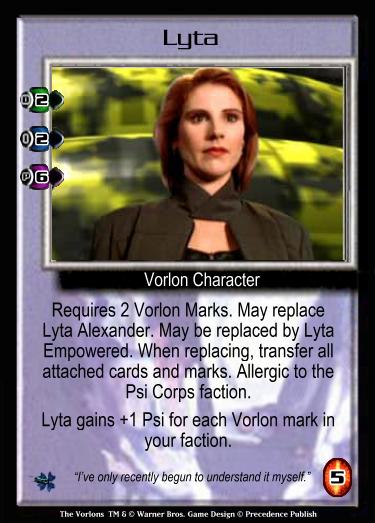 Lyta
D 2
I 2
P 6
Vorlon Character
Requires 2 Vorlon Marks. May replace
Lyta Alexander. May be replaced by Lyta
Empowered. When replacing, transfer all
attached cards and marks. Allergic to the
Psi Corps faction.
Lyta gains +1 Psi for each Vorlon mark in
your faction.
"I've only recently begun to understand it myself."
5
The Vorlons TM & © Warner Bros. Game Design © Precedence Publish